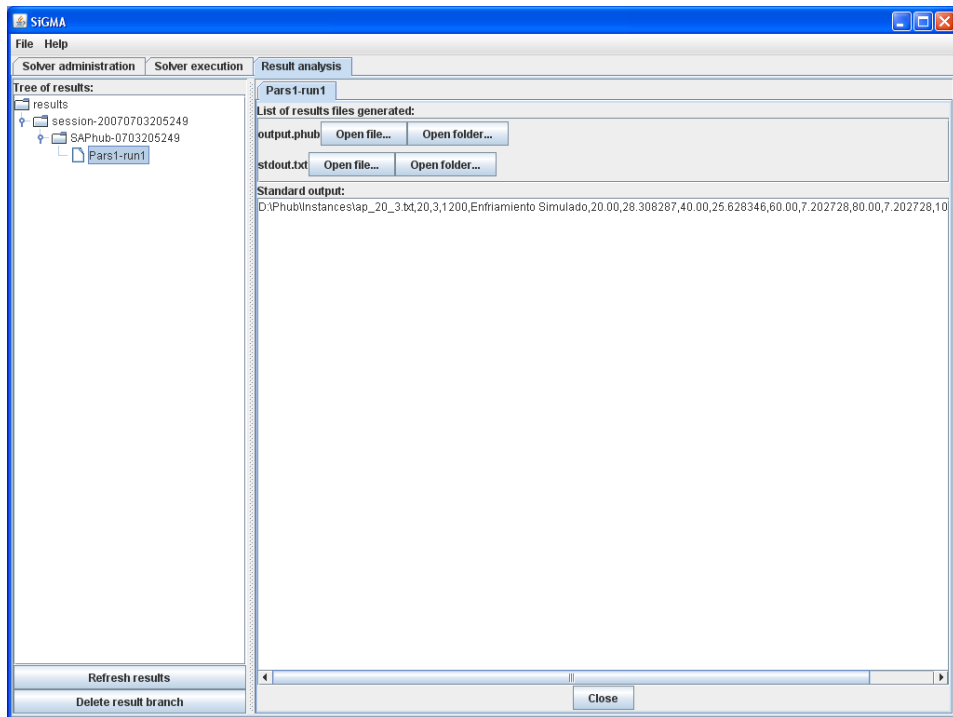 SiGMA
File Help
Solver administration Solver execution Result analysis
Tree of results:
results
session-20070703205249
SAPhub-0703205249
Pars1-run1
Refresh results
Delete result branch
Pars1-run1
List of results files generated:
output.phub Open file... Open folder...
stdout.txt Open file... Open folder...
Standard output:
D:\Phub\Instances\ap_20_3.txt,20,3,1200,Enfriamiento Simulado,20.00,28.308287,40.00,25.628346,60.00,7.202728,80.00,7.202728,10
Close